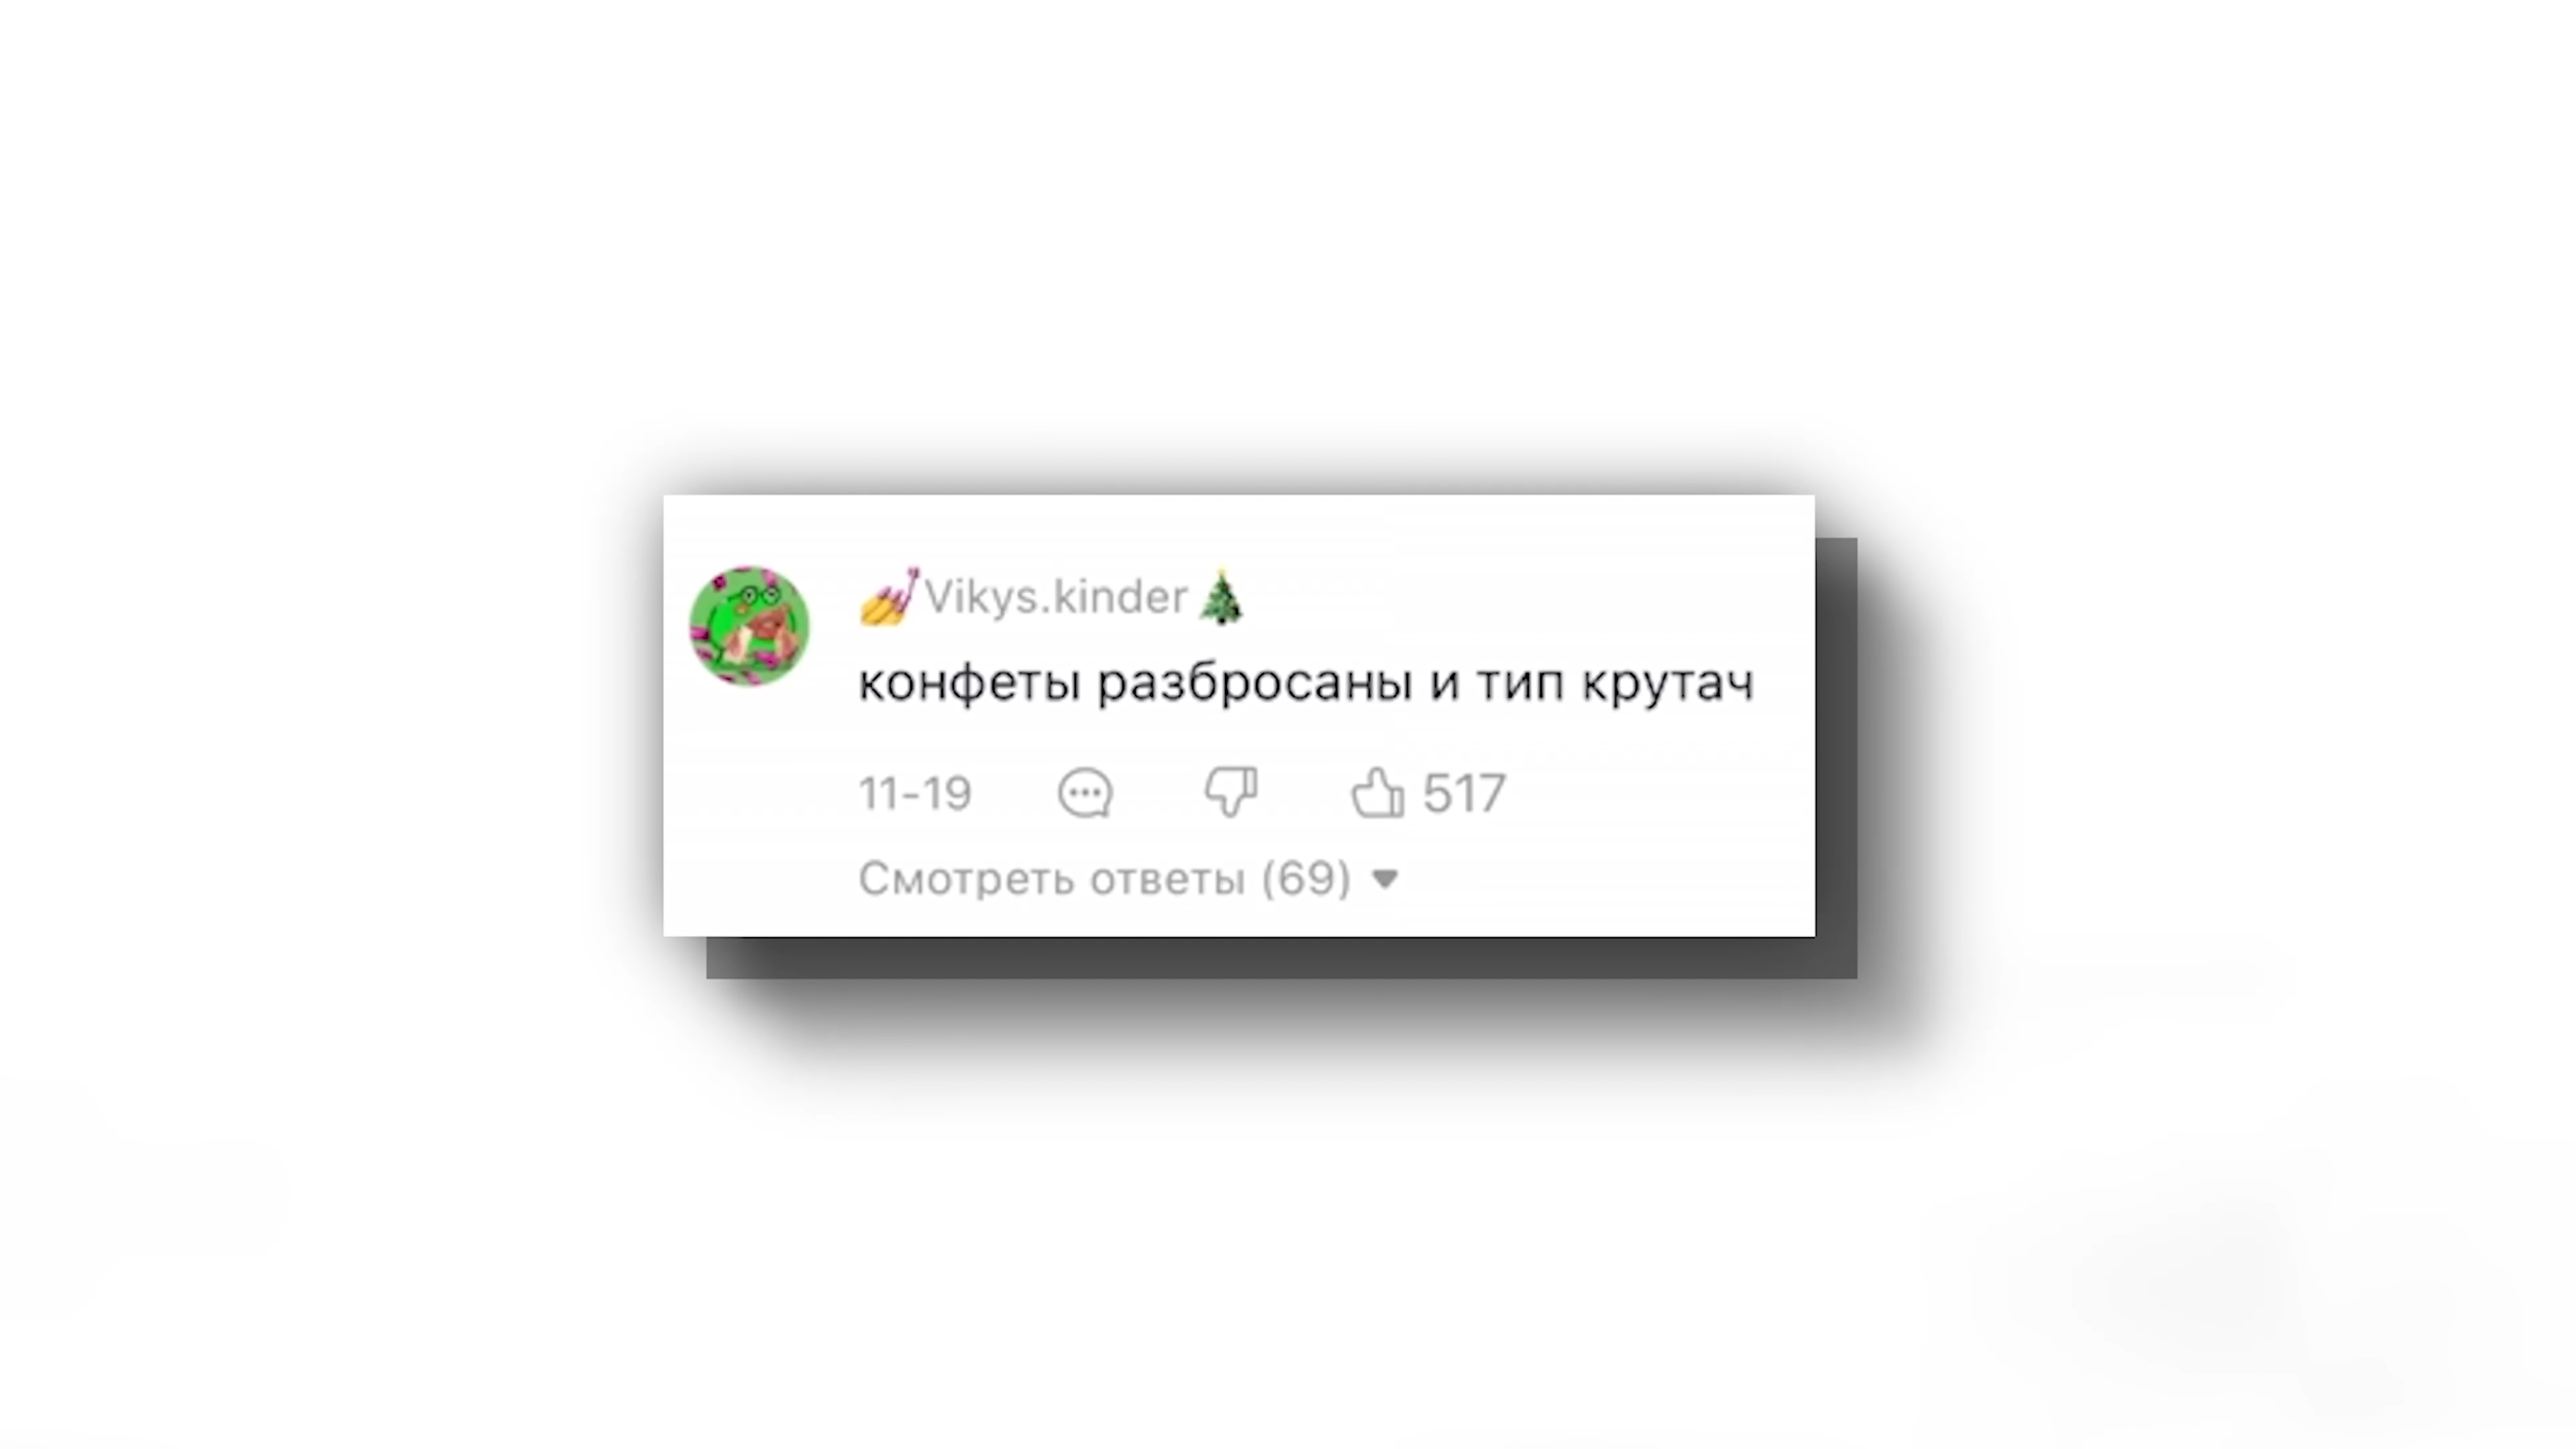 💅Vikys.kinder🎄
конфеты разбросаны и тип крутач
11-19 517
Смотреть ответы (69)